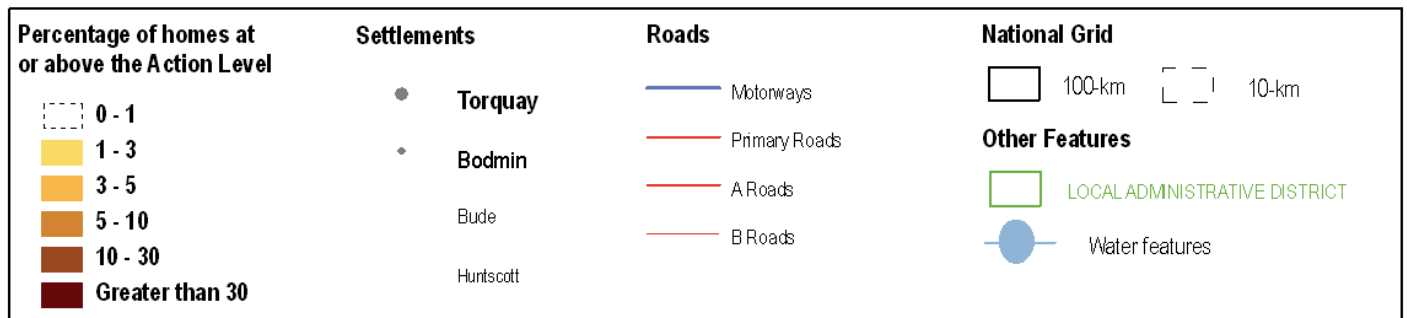 Percentage of homes at
or above the Action Level
0 - 1
1 - 3
3 - 5
5 - 10
10 - 30
Greater than 30
Settlements
Torquay
Bodmin
Bude
Huntscott
Roads
Motorways
Primary Roads
A Roads
B Roads
National Grid
100-km
10-km
Other Features
LOCAL ADMINISTRATIVE DISTRICT
Water features